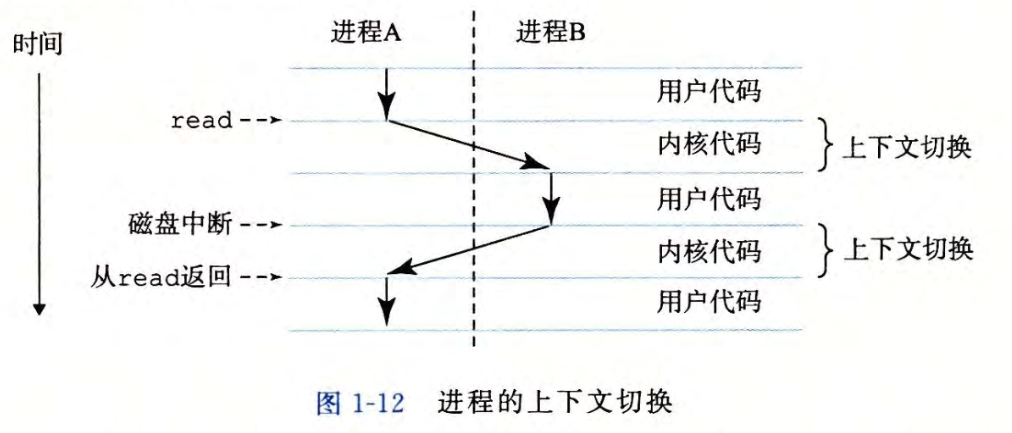 时间
进程A 进程B
用户代码
read
内核代码 上下文切换
用户代码
磁盘中断
内核代码 上下文切换
从read返回
用户代码
图 1-12 进程的上下文切换